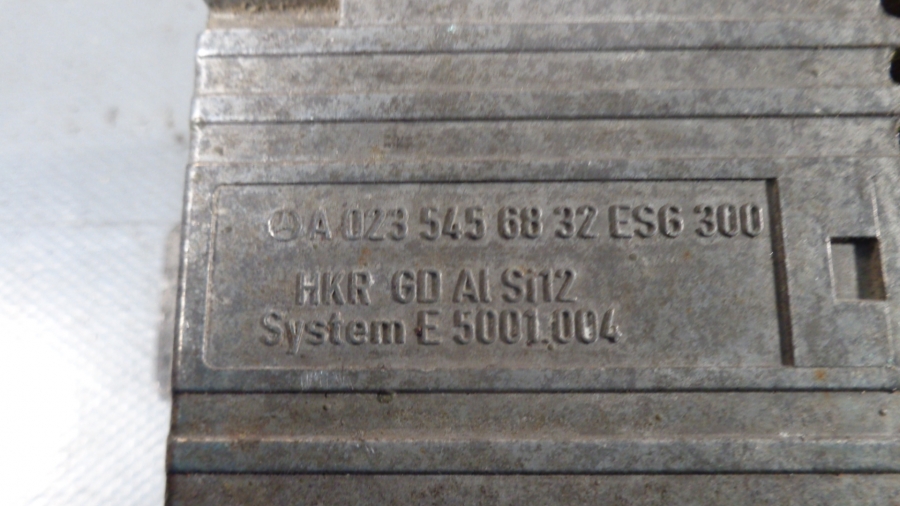 A 023 545 68 32 ES6 300
HKR GD Al Si12
System E 5001.004